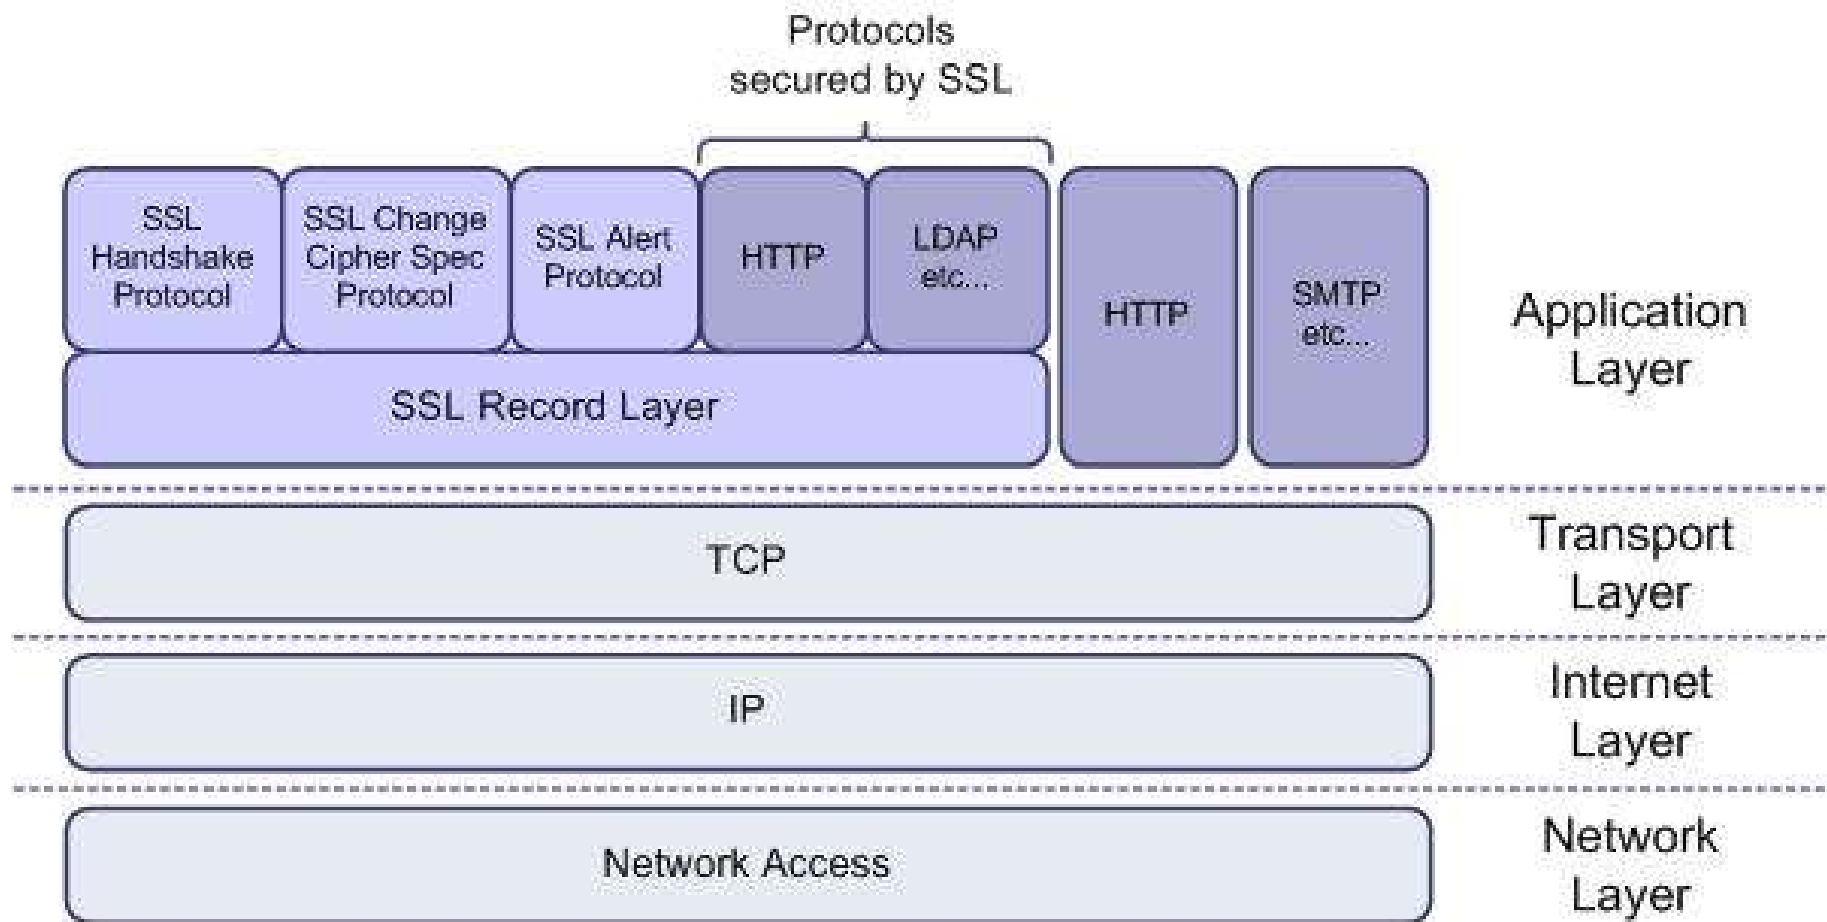 Protocols
secured by SSL
SSL
Handshake
Protocol
SSL Change
Cipher Spec
Protocol
SSL Alert
Protocol
HTTP
LDAP
etc...
HTTP
SMTP
etc...
Application
Layer
SSL Record Layer
TCP
Transport
Layer
IP
Internet
Layer
Network Access
Network
Layer